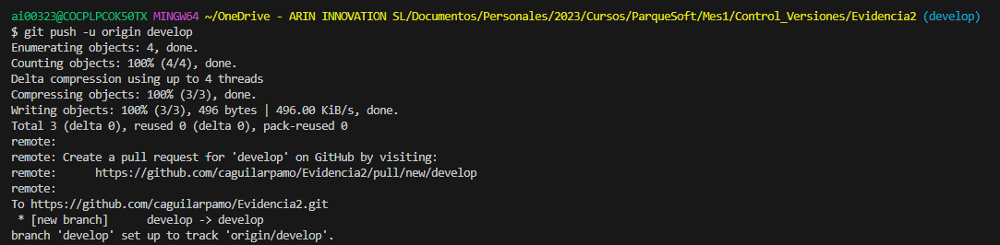 ai00323@COCPLPCOK50TX MINGW64 ~/OneDrive - ARIN INNOVATION SL/Documentos/Personales/2023/Cursos/ParqueSoft/Mes1/Control_Versiones/Evidencia2 (develop)
$ git push -u origin develop
Enumerating objects: 4, done.
Counting objects: 100% (4/4), done.
Delta compression using up to 4 threads
Compressing objects: 100% (3/3), done.
Writing objects: 100% (3/3), 496 bytes | 496.00 KiB/s, done.
Total 3 (delta 0), reused 0 (delta 0), pack-reused 0
remote:
remote: Create a pull request for 'develop' on GitHub by visiting:
remote:      https://github.com/caguilarpamo/Evidencia2/pull/new/develop
remote:
To https://github.com/caguilarpamo/Evidencia2.git
 * [new branch]      develop -> develop
branch 'develop' set up to track 'origin/develop'.